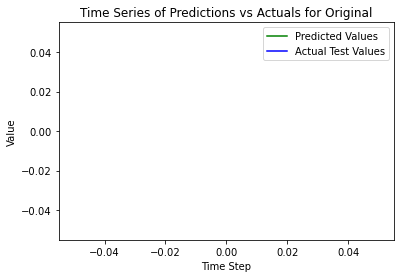 Time Series of Predictions vs Actuals for Original
Predicted Values
Actual Test Values
0.04
0.02
0.00
−0.02
−0.04
Value
−0.04 −0.02 0.00 0.02 0.04
Time Step